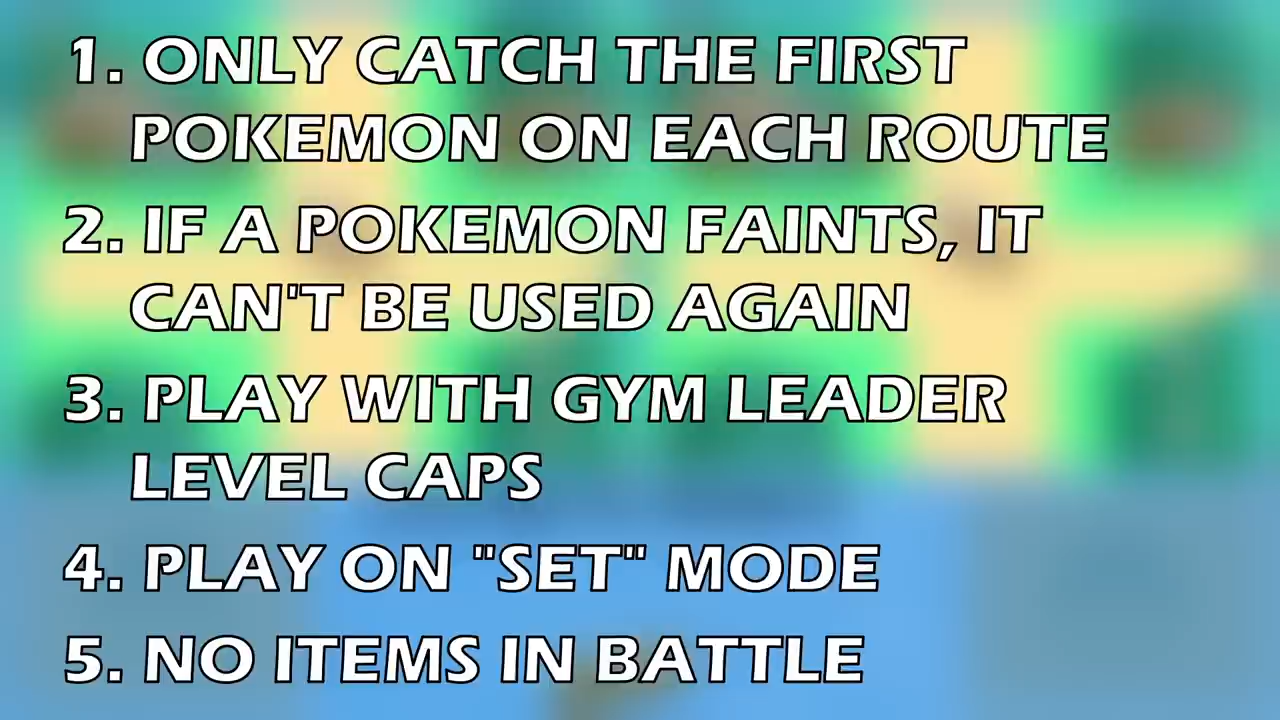 1. ONLY CATCH THE FIRST
POKEMON ON EACH ROUTE
2. IF A POKEMON FAINTS, IT
CAN'T BE USED AGAIN
3. PLAY WITH GYM LEADER
LEVEL CAPS
4. PLAY ON "SET" MODE
5. NO ITEMS IN BATTLE